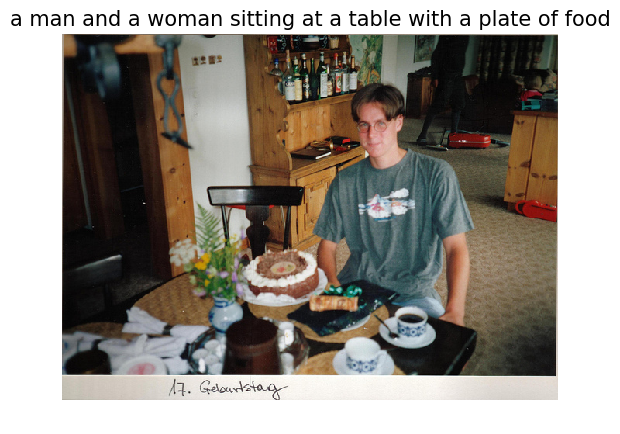 a man and a woman sitting at a table with a plate of food
17. Geburtstag